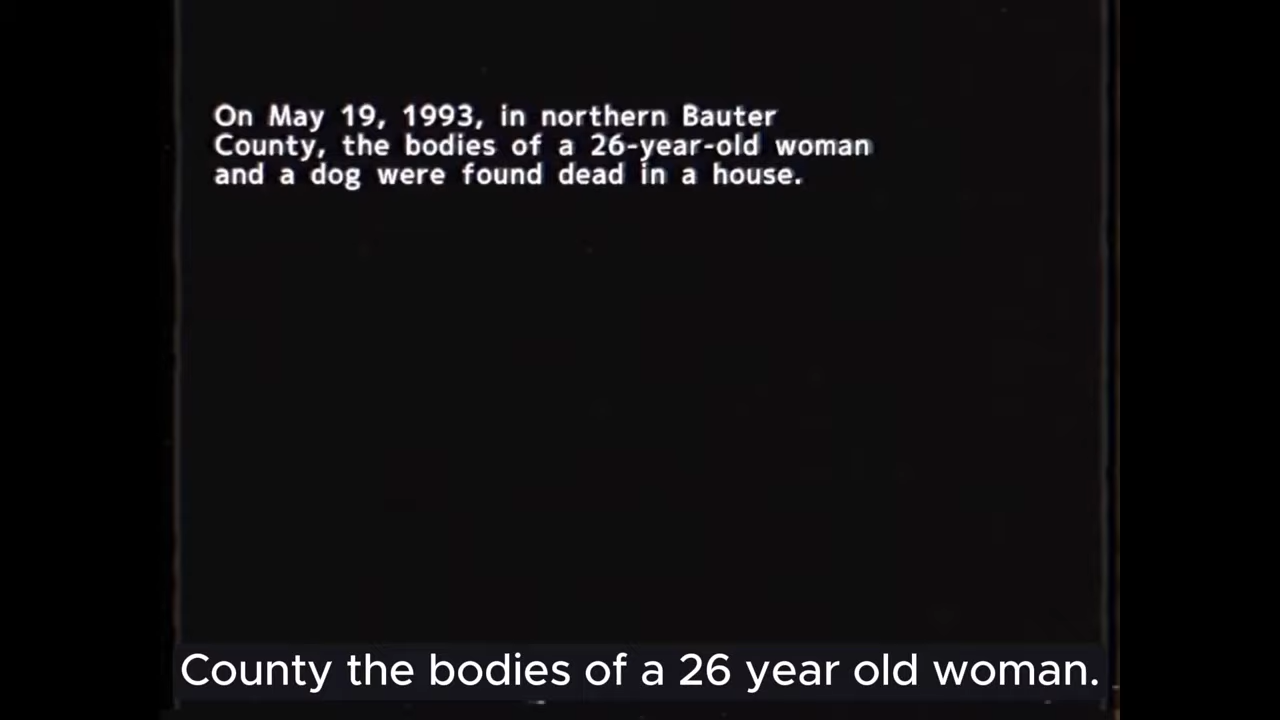 On May 19, 1993, in northern Bauter
County, the bodies of a 26-year-old woman
and a dog were found dead in a house.
County the bodies of a 26 year old woman.